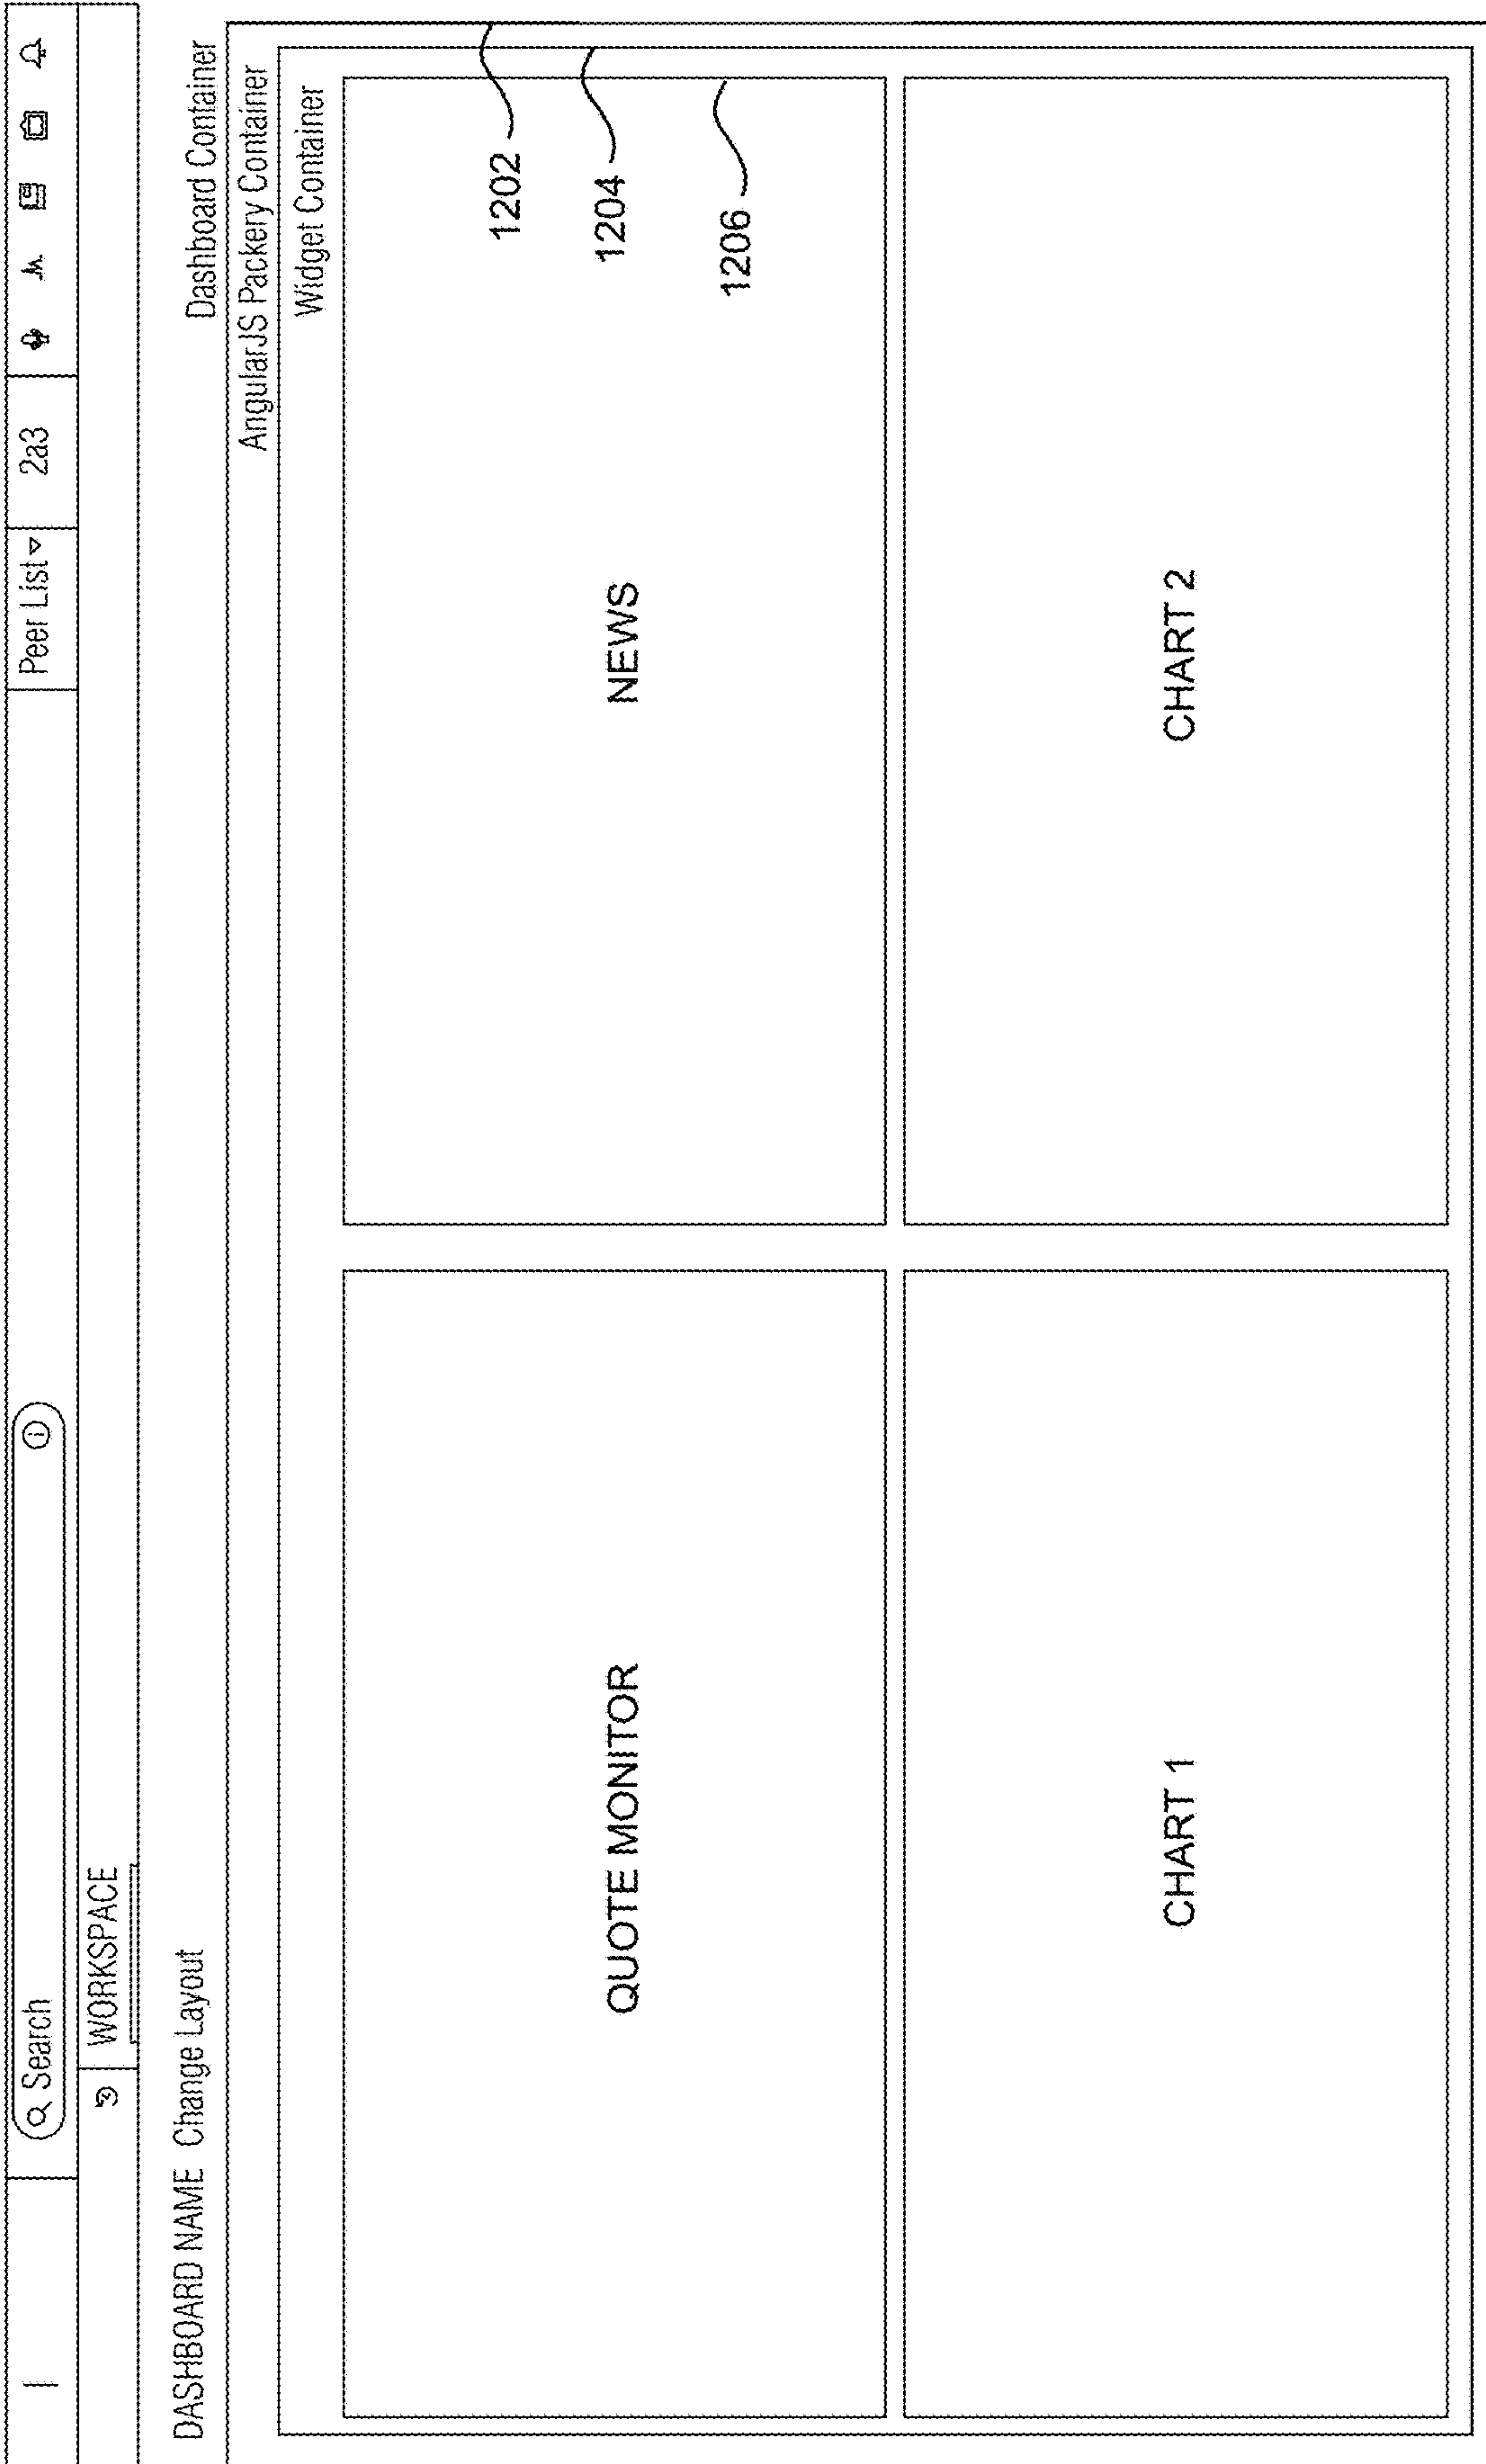 Search Peer List 2a3
WORKSPACE
DASHBOARD NAME Change Layout Dashboard Container
AngularJS Packery Container
Widget Container
1202
1204
1206
QUOTE MONITOR NEWS
CHART 1 CHART 2